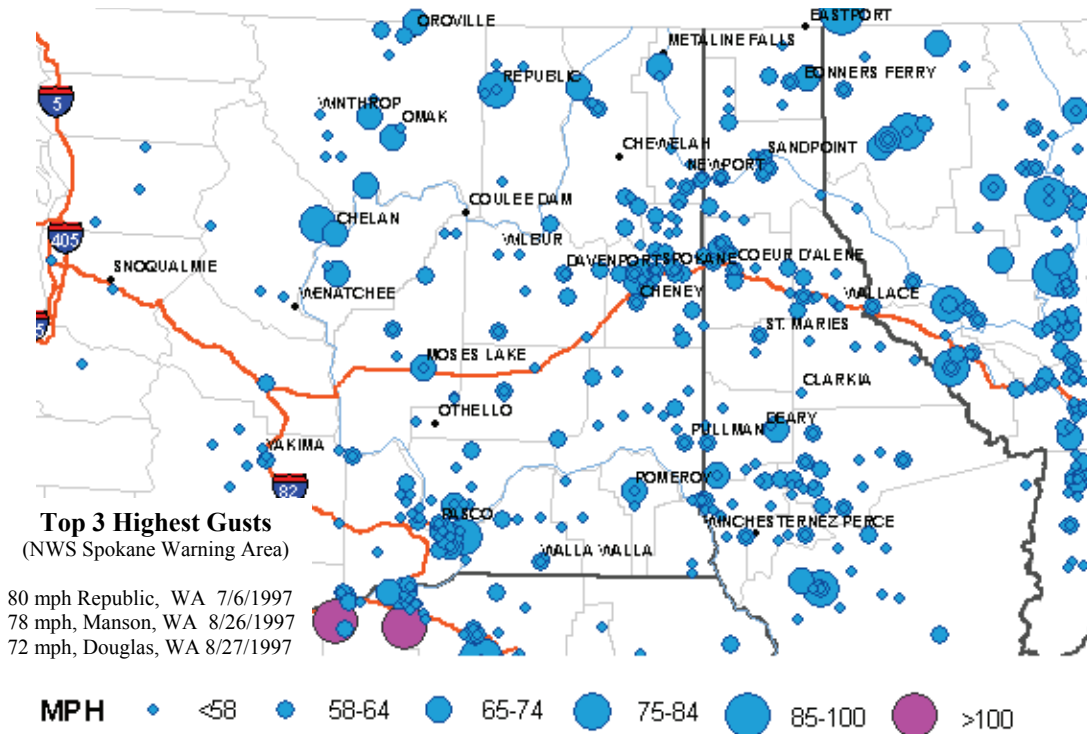 OROVILLE
EASTPORT
METALINE FALLS
REPUBLIC
BONNERS FERRY
5
WINTHROP
OMAK
CHEWELAH
SANDPOINT
NEWPORT
COULEE DAM
CHELAN
405
WILBUR
SNOQUALMIE
DAVENPORT
SPOKANE
COEUR D'ALENE
CHENEY
WENATCHEE
WALLACE
5
ST. MARIES
MOSES LAKE
CLARKIA
OTHELLO
DEARY
PULLMAN
YAKIMA
POMEROY
82
Top 3 Highest Gusts
PASCO
WINCHESTER NEZ PERCE
(NWS Spokane Warning Area)
WALLA WALLA
80 mph Republic, WA 7/6/1997
78 mph, Manson, WA 8/26/1997
72 mph, Douglas, WA 8/27/1997
MPH <58 58-64 65-74 75-84 85-100 >100